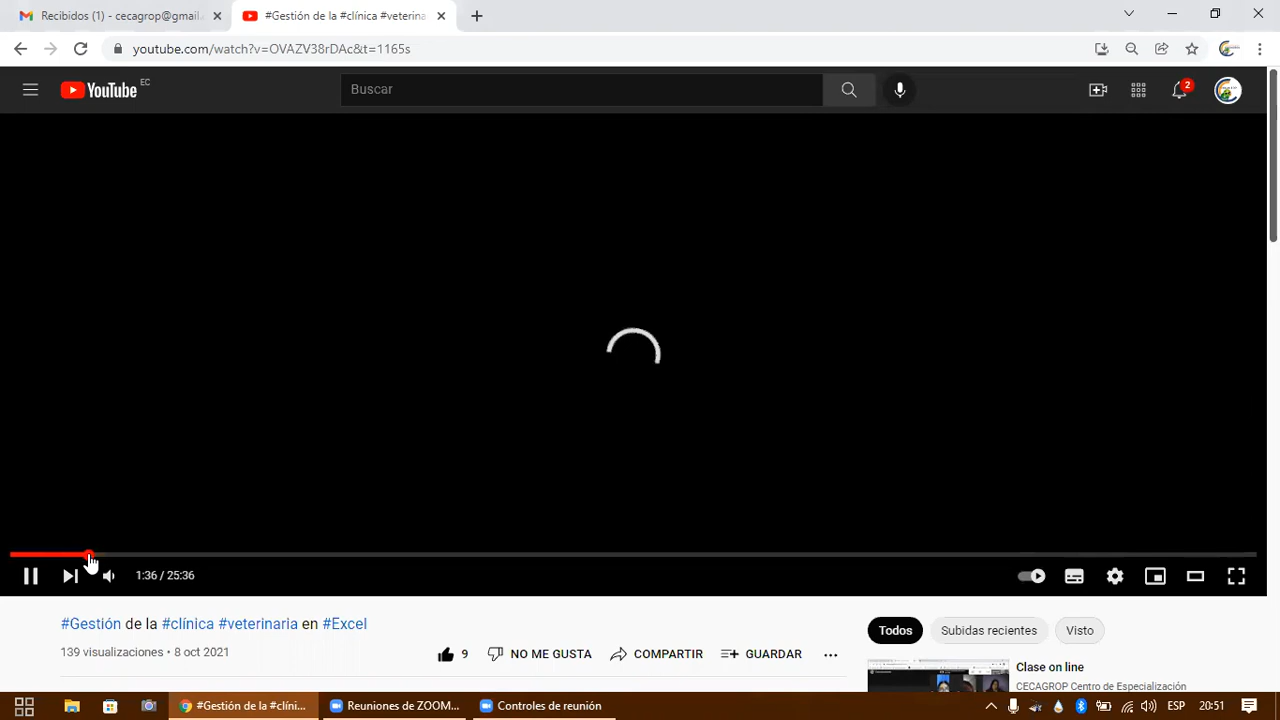 Recibidos (1) - cecagrop@gmail.
#Gestión de la #clínica #veterina
youtube.com/watch?v=OVAZV38rDAc&t=1165s
YouTube EC
Buscar
2
1:36 / 25:36
#Gestión de la #clínica #veterinaria en #Excel
139 visualizaciones • 8 oct 2021
9
NO ME GUSTA
COMPARTIR
GUARDAR
Todos
Subidas recientes
Visto
Clase on line
CECAGROP Centro de Especialización
#Gestión de la #clíni...
Reuniones de ZOOM...
Controles de reunión
ESP
20:51